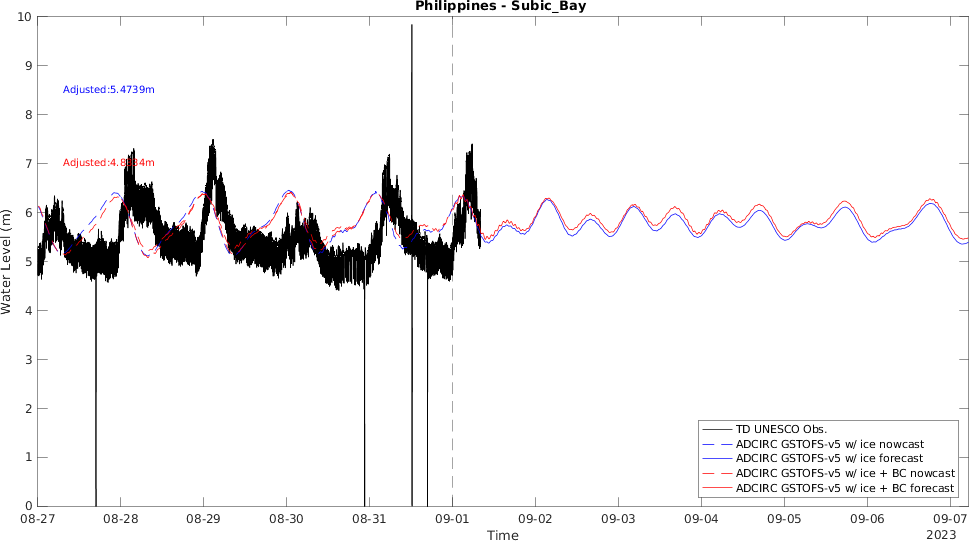 Philippines - Subic_Bay
10
9
8
7
6
5
4
3
2
1
0
Water Level (m)
Adjusted:5.4739m
TD UNESCO Obs.
ADCIRC GSTOFS-v5 w/ ice nowcast
ADCIRC GSTOFS-v5 w/ ice forecast
ADCIRC GSTOFS-v5 w/ ice + BC nowcast
ADCIRC GSTOFS-v5 w/ ice + BC forecast
08-27 08-28 08-29 08-30 08-31 09-01 09-02 09-03 09-04 09-05 09-06 09-07
Time
2023